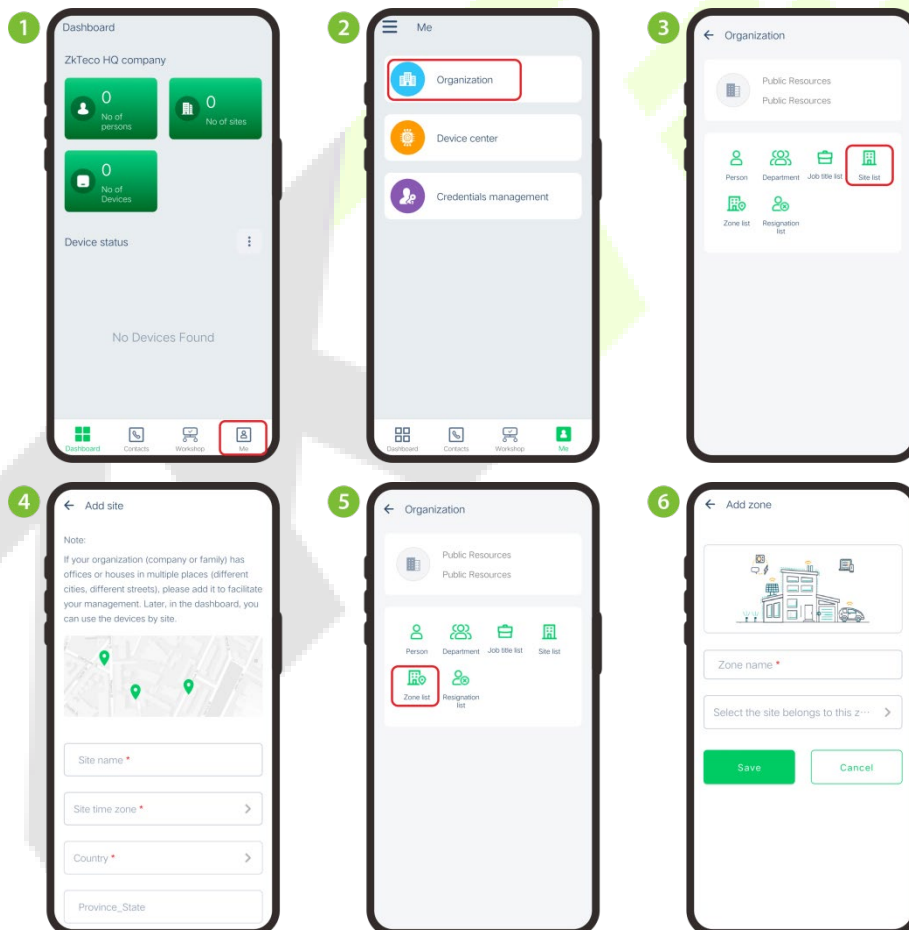 1
Dashboard
ZkTeco HQ company
0
No of
persons
0
No of sites
0
No of
Devices
Device status
No Devices Found
Dashboard
Contacts
Workshop
Me
2
Me
Organization
Device center
Credentials management
Dashboard
Contacts
Workshop
Me
3
Organization
Public Resources
Public Resources
Person
Department
Job title list
Site list
Zone list
Resignation
list
4
Add site
Note:
If your organization (company or family) has
offices or houses in multiple places (different
cities, different streets), please add it to facilitate
your management. Later, in the dashboard, you
can use the devices by site.
Site name *
Site time zone *
Country *
Province_State
5
Organization
Public Resources
Public Resources
Person
Department
Job title list
Site list
Zone list
Resignation
list
6
Add zone
Zone name *
Select the site belongs to this z···
Save
Cancel